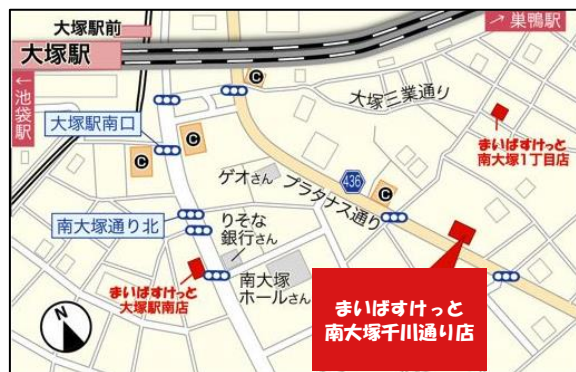 大塚駅前
大塚駅
↗ 巣鴨駅
← 池袋駅
C
大塚三業通り
大塚駅南口
C
C
まいばすけっと
南大塚1丁目店
ゲオさん
436
C
プラタナス通り
南大塚通り北
りそな
銀行さん
まいばすけっと
大塚駅南店
南大塚
ホールさん
まいばすけっと
南大塚千川通り店
N